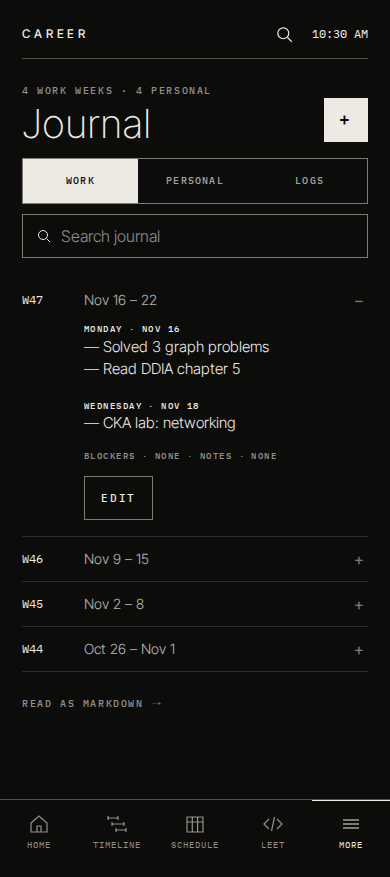 CAREER
10:30 AM
4 WORK WEEKS · 4 PERSONAL
Journal
+
WORK
PERSONAL
LOGS
Search journal
W47 Nov 16 – 22 –
MONDAY · NOV 16
— Solved 3 graph problems
— Read DDIA chapter 5
WEDNESDAY · NOV 18
— CKA lab: networking
BLOCKERS · NONE · NOTES · NONE
EDIT
W46 Nov 9 – 15 +
W45 Nov 2 – 8 +
W44 Oct 26 – Nov 1 +
READ AS MARKDOWN →
HOME
TIMELINE
SCHEDULE
LEET
MORE